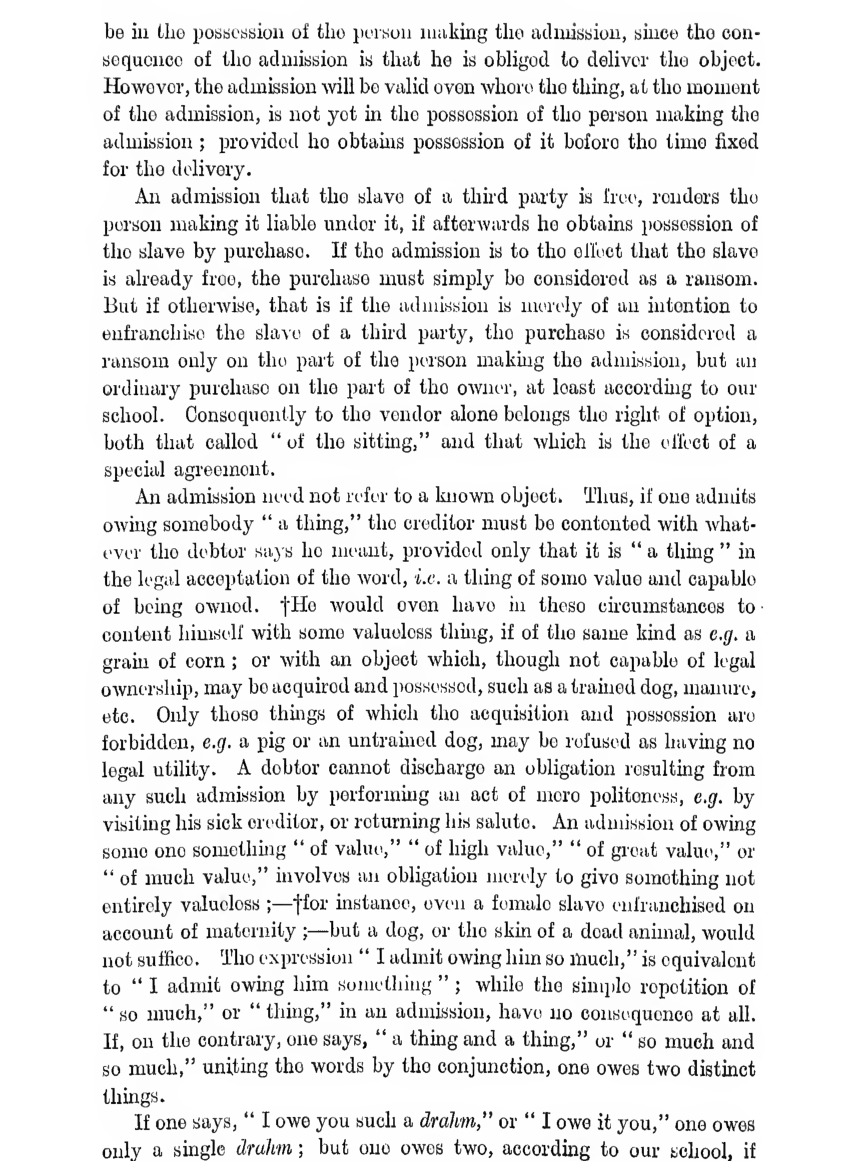 be in the possession of the person making the admission, since the con-
sequence of the admission is that he is obliged to deliver the object.
However, the admission will be valid even where the thing, at the moment
of the admission, is not yet in the possession of the person making the
admission ; provided he obtains possession of it before the time fixed
for the delivery.
An admission that the slave of a third party is free, renders the
person making it liable under it, if afterwards he obtains possession of
the slave by purchase. If the admission is to the effect that the slave
is already free, the purchase must simply be considered as a ransom.
But if otherwise, that is if the admission is merely of an intention to
enfranchise the slave of a third party, the purchase is considered a
ransom only on the part of the person making the admission, but an
ordinary purchase on the part of the owner, at least according to our
school. Consequently to the vendor alone belongs the right of option,
both that called “ of the sitting,” and that which is the effect of a
special agreement.
An admission need not refer to a known object. Thus, if one admits
owing somebody “ a thing,” the creditor must be contented with what-
ever the debtor says he meant, provided only that it is “ a thing ” in
the legal acceptation of the word, i.e. a thing of some value and capable
of being owned. †He would even have in these circumstances to
content himself with some valueless thing, if of the same kind as e.g. a
grain of corn ; or with an object which, though not capable of legal
ownership, may be acquired and possessed, such as a trained dog, manure,
etc. Only those things of which the acquisition and possession are
forbidden, e.g. a pig or an untrained dog, may be refused as having no
legal utility. A debtor cannot discharge an obligation resulting from
any such admission by performing an act of mere politeness, e.g. by
visiting his sick creditor, or returning his salute. An admission of owing
some one something “ of value,” “ of high value,” “ of great value,” or
“ of much value,” involves an obligation merely to give something not
entirely valueless ;—†for instance, even a female slave enfranchised on
account of maternity ;—but a dog, or the skin of a dead animal, would
not suffice. The expression “ I admit owing him so much,” is equivalent
to “ I admit owing him something ” ; while the simple repetition of
“ so much,” or “ thing,” in an admission, have no consequence at all.
If, on the contrary, one says, “ a thing and a thing,” or “ so much and
so much,” uniting the words by the conjunction, one owes two distinct
things.
If one says, “ I owe you such a drahm,” or “ I owe it you,” one owes
only a single drahm ; but one owes two, according to our school, if